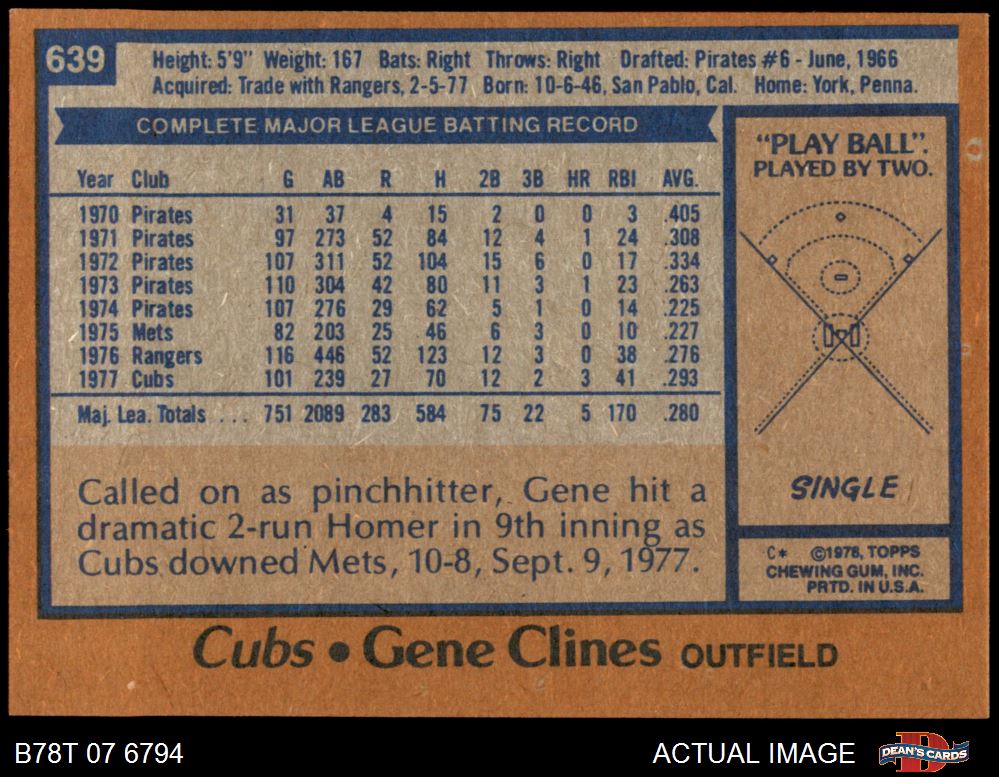 639
Height: 5'9" Weight: 167 Bats: Right Throws: Right Drafted: Pirates #6 - June, 1966
Acquired: Trade with Rangers, 2-5-77 Born: 10-6-46, San Pablo, Cal. Home: York, Penna.
COMPLETE MAJOR LEAGUE BATTING RECORD
Year Club G AB R H 2B 3B HR RBI AVG.
1970 Pirates 31 37 4 15 2 0 0 3 .405
1971 Pirates 97 273 52 84 12 4 1 24 .308
1972 Pirates 107 311 52 104 15 6 0 17 .334
1973 Pirates 110 304 42 80 11 3 1 23 .263
1974 Pirates 107 276 29 62 5 1 0 14 .225
1975 Mets 82 203 25 46 6 3 0 10 .227
1976 Rangers 116 446 52 123 12 3 0 38 .276
1977 Cubs 101 239 27 70 12 2 3 41 .293
Maj. Lea. Totals . . . 751 2089 283 584 75 22 5 170 .280
Called on as pinchhitter, Gene hit a
dramatic 2-run Homer in 9th inning as
Cubs downed Mets, 10-8, Sept. 9, 1977.
"PLAY BALL".
PLAYED BY TWO.
SINGLE
C* ©1978, TOPPS
CHEWING GUM, INC.
PRTD. IN U.S.A.
Cubs • Gene Clines OUTFIELD
B78T 07 6794
ACTUAL IMAGE
DEAN'S CARDS